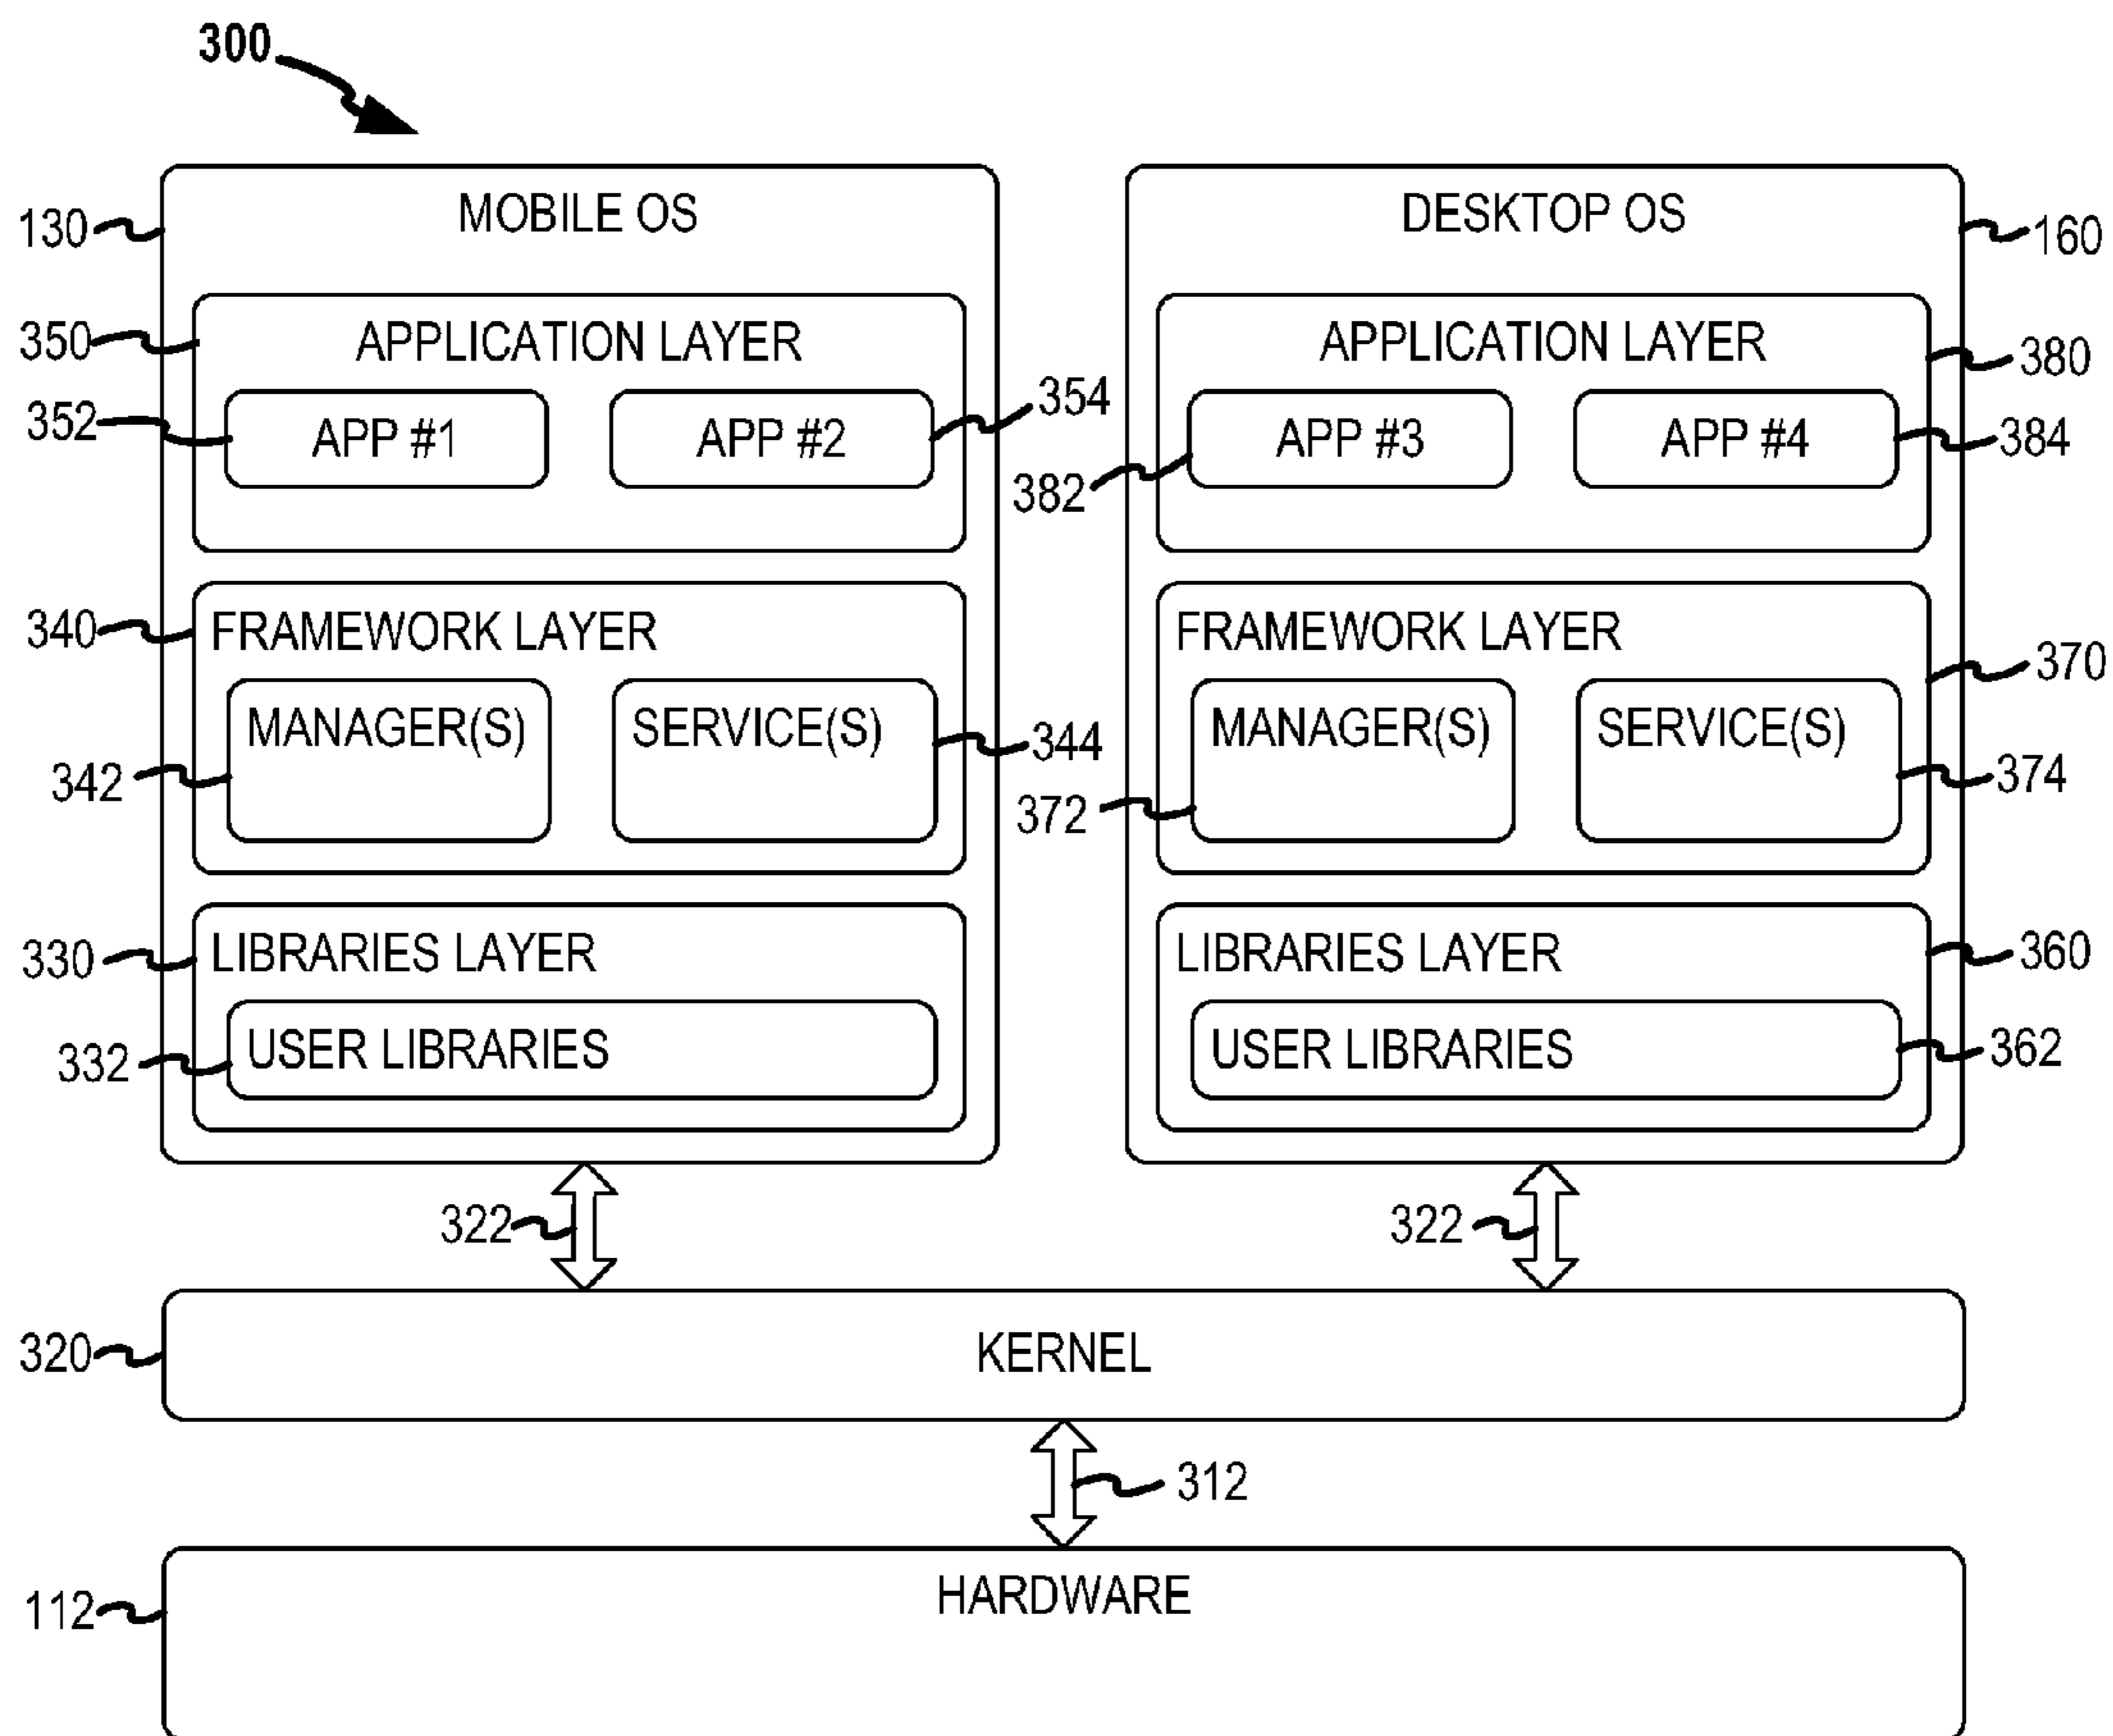 300
MOBILE OS
DESKTOP OS
130
160
350
APPLICATION LAYER
APPLICATION LAYER
380
352
APP #1
APP #2
354
382
APP #3
APP #4
384
340
FRAMEWORK LAYER
FRAMEWORK LAYER
370
342
MANAGER(S)
SERVICE(S)
344
372
MANAGER(S)
SERVICE(S)
374
330
LIBRARIES LAYER
LIBRARIES LAYER
360
332
USER LIBRARIES
USER LIBRARIES
362
322
322
320
KERNEL
312
112
HARDWARE